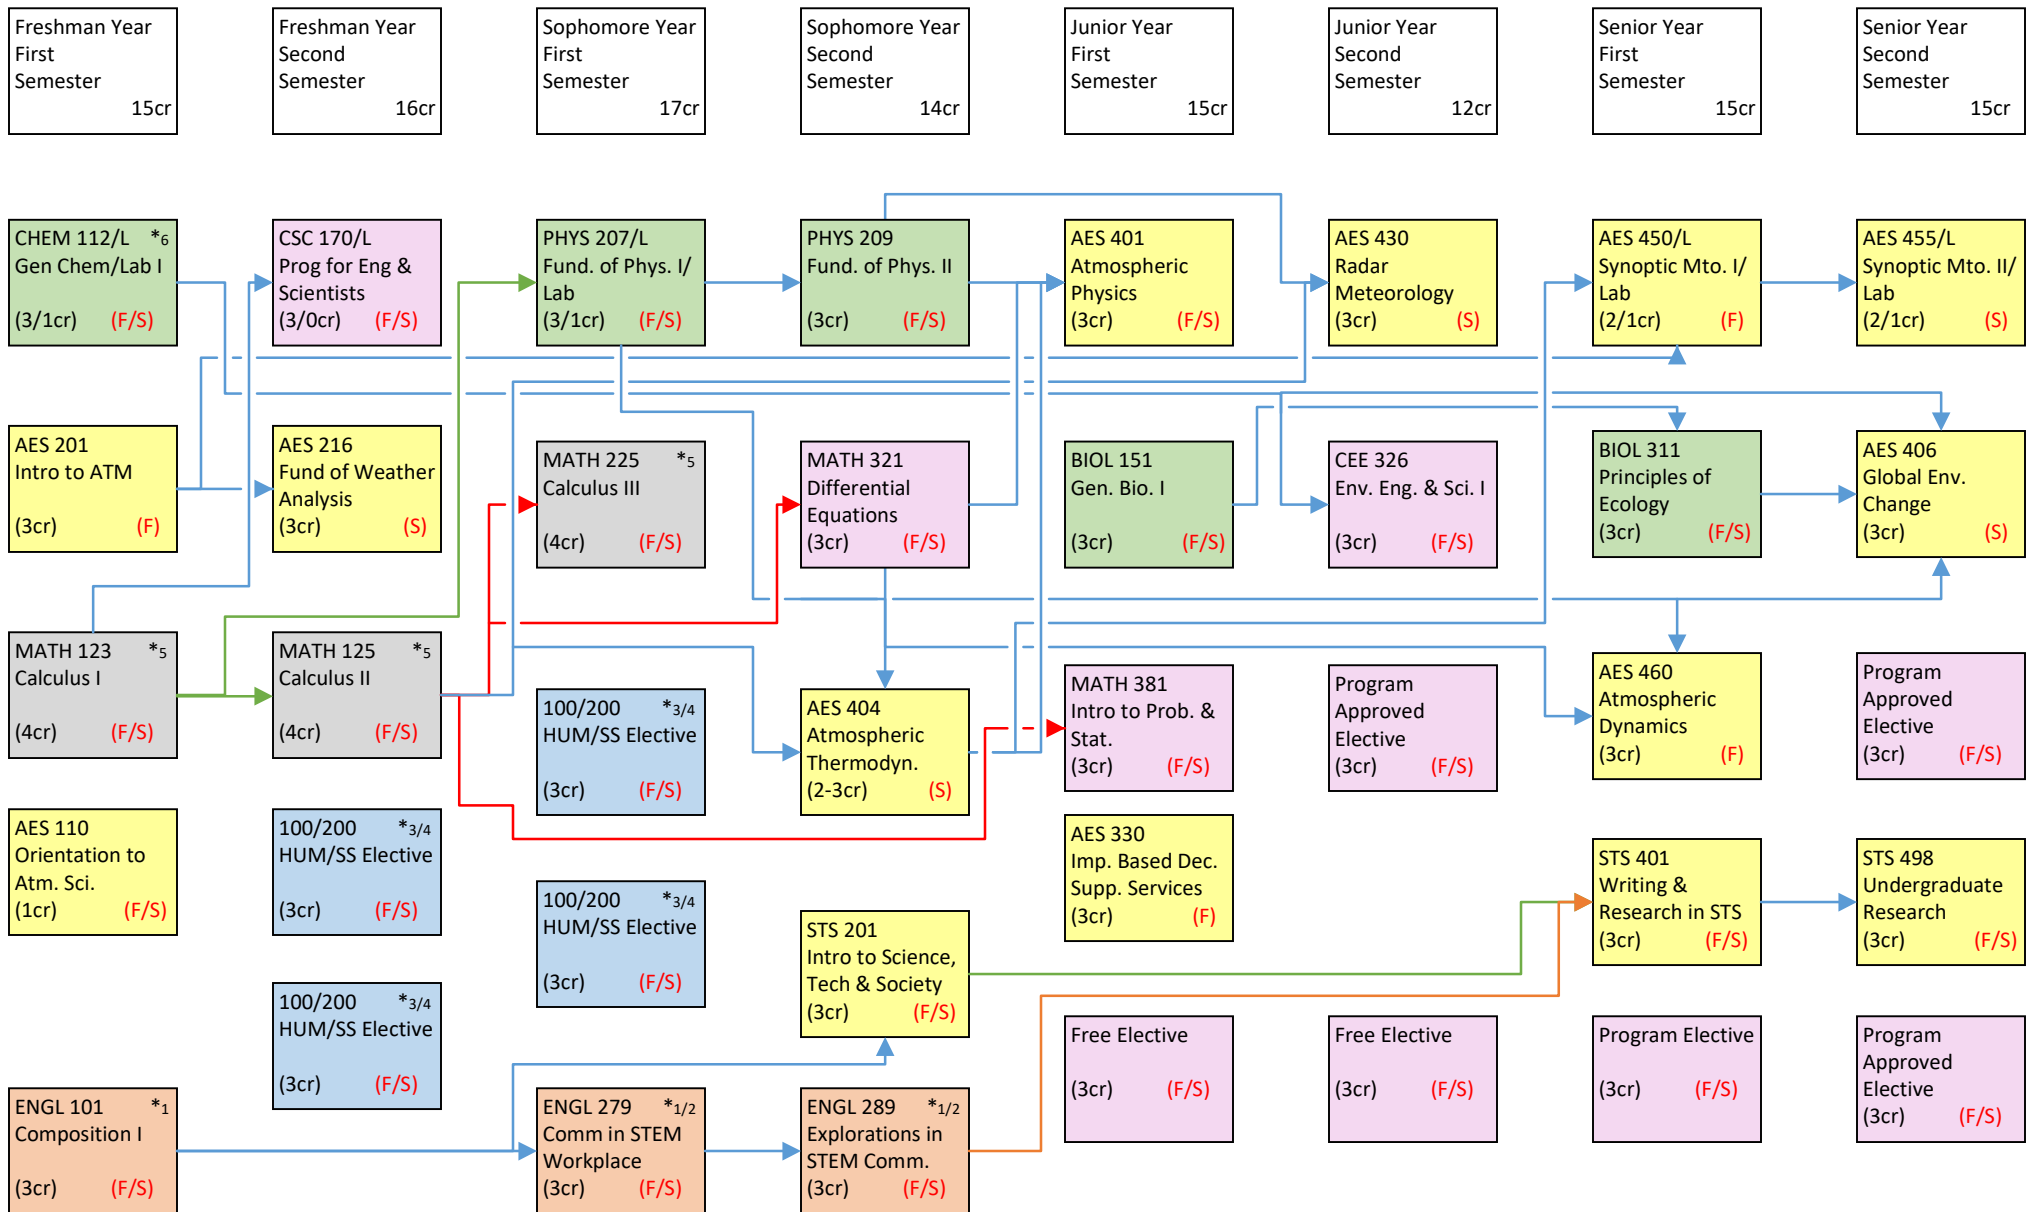 Freshman Year
First
Semester
15cr
Freshman Year
Second
Semester
16cr
Sophomore Year
First
Semester
17cr
Sophomore Year
Second
Semester
14cr
Junior Year
First
Semester
15cr
Junior Year
Second
Semester
12cr
Senior Year
First
Semester
15cr
Senior Year
Second
Semester
15cr
CHEM 112/L *6
Gen Chem/Lab I
(3/1cr) (F/S)
CSC 170/L
Prog for Eng &
Scientists
(3/0cr) (F/S)
PHYS 207/L
Fund. of Phys. I/
Lab
(3/1cr) (F/S)
PHYS 209
Fund. of Phys. II
(3cr) (F/S)
AES 401
Atmospheric
Physics
(3cr) (F/S)
AES 430
Radar
Meteorology
(3cr) (S)
AES 450/L
Synoptic Mto. I/
Lab
(2/1cr) (F)
AES 455/L
Synoptic Mto. II/
Lab
(2/1cr) (S)
AES 201
Intro to ATM
(3cr) (F)
AES 216
Fund of Weather
Analysis
(3cr) (S)
MATH 225 *5
Calculus III
(4cr) (F/S)
MATH 321
Differential
Equations
(3cr) (F/S)
BIOL 151
Gen. Bio. I
(3cr) (F/S)
CEE 326
Env. Eng. & Sci. I
(3cr) (F/S)
BIOL 311
Principles of
Ecology
(3cr) (F/S)
AES 406
Global Env.
Change
(3cr) (S)
MATH 123 *5
Calculus I
(4cr) (F/S)
MATH 125 *5
Calculus II
(4cr) (F/S)
100/200 *3/4
HUM/SS Elective
(3cr) (F/S)
AES 404
Atmospheric
Thermodyn.
(2-3cr) (S)
MATH 381
Intro to Prob. &
Stat.
(3cr) (F/S)
Program
Approved
Elective
(3cr) (F/S)
AES 460
Atmospheric
Dynamics
(3cr) (F)
Program
Approved
Elective
(3cr) (F/S)
AES 110
Orientation to
Atm. Sci.
(1cr) (F/S)
100/200 *3/4
HUM/SS Elective
(3cr) (F/S)
100/200 *3/4
HUM/SS Elective
(3cr) (F/S)
STS 201
Intro to Science,
Tech & Society
(3cr) (F/S)
AES 330
Imp. Based Dec.
Supp. Services
(3cr) (F)
STS 401
Writing &
Research in STS
(3cr) (F/S)
STS 498
Undergraduate
Research
(3cr) (F/S)
100/200 *3/4
HUM/SS Elective
(3cr) (F/S)
Free Elective
(3cr) (F/S)
Free Elective
(3cr) (F/S)
Program Elective
(3cr) (F/S)
Program
Approved
Elective
(3cr) (F/S)
ENGL 101 *1
Composition I
(3cr) (F/S)
ENGL 279 *1/2
Comm in STEM
Workplace
(3cr) (F/S)
ENGL 289 *1/2
Explorations in
STEM Comm.
(3cr) (F/S)